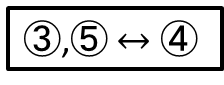 ③,⑤ ↔ ④